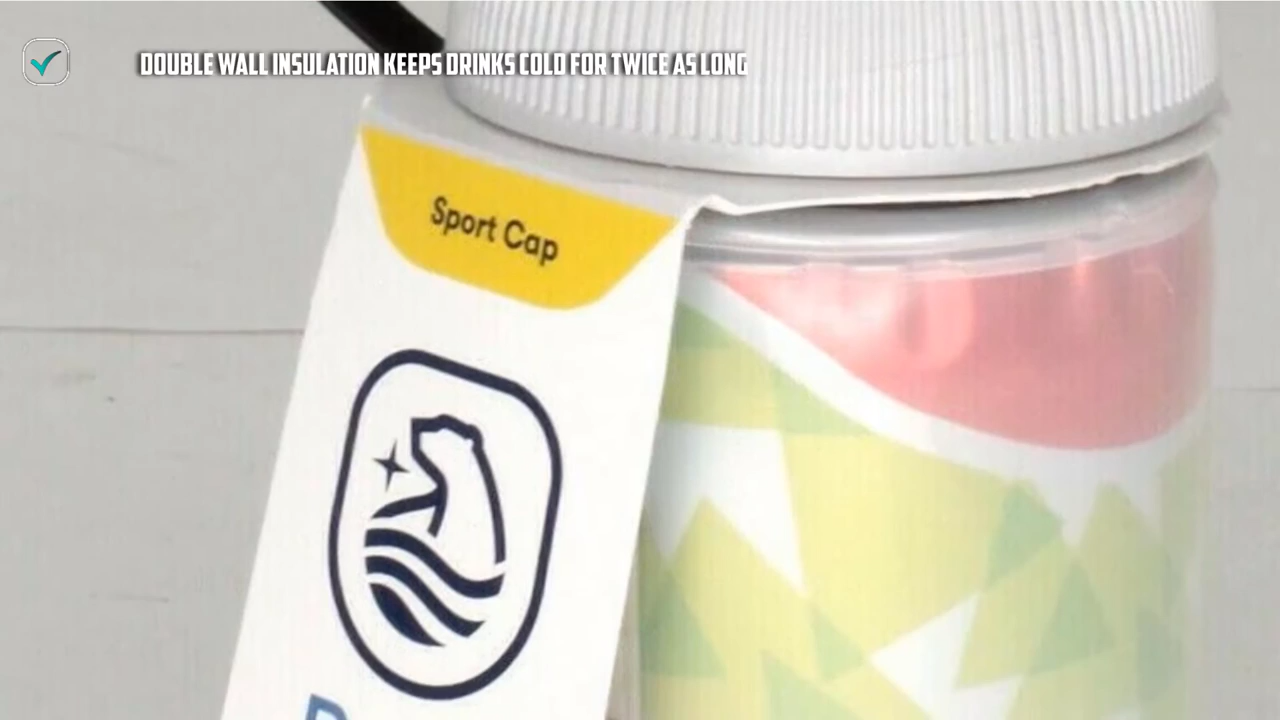 DOUBLE WALL INSULATION KEEPS DRINKS COLD FOR TWICE AS LONG
Sport Cap